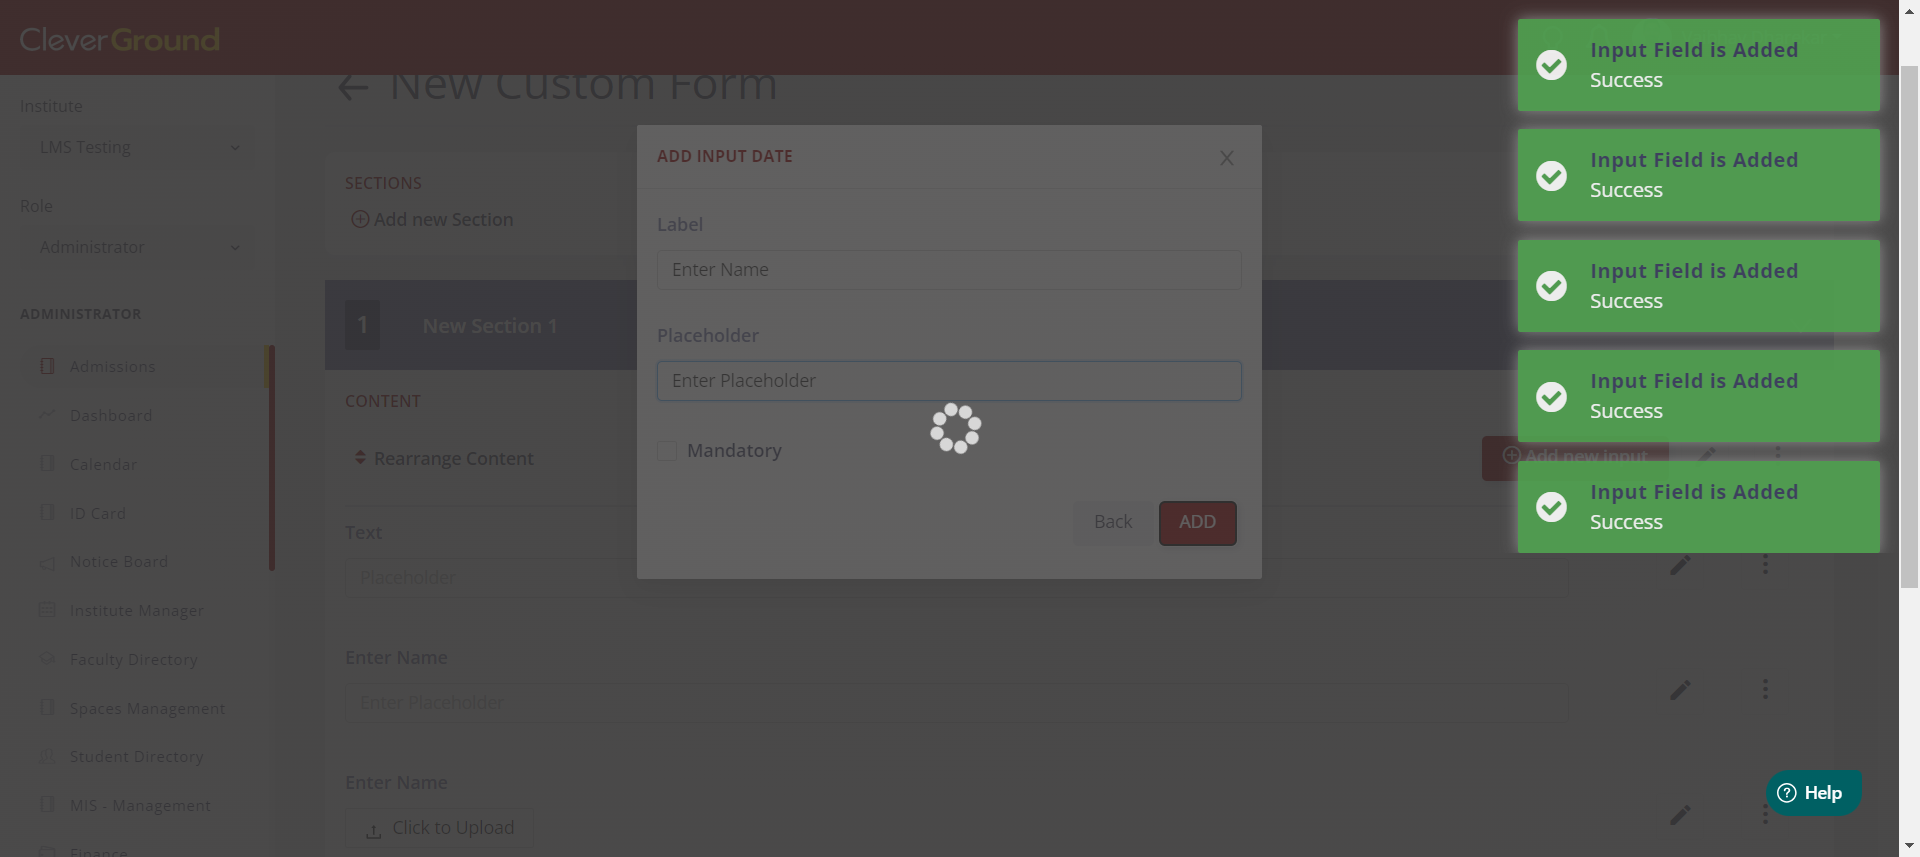 CleverGround
New Custom Form
Institute
LMS Testing
Role
Administrator
ADMINISTRATOR
Admissions
Dashboard
Calendar
ID Card
Notice Board
Institute Manager
Faculty Directory
Spaces Management
Student Directory
MIS - Management
Finance
SECTIONS
Add new Section
1 New Section 1
CONTENT
Rearrange Content
Add new input
Text
Placeholder
Enter Name
Enter Placeholder
Enter Name
Click to Upload
ADD INPUT DATE
Label
Enter Name
Placeholder
Enter Placeholder
Mandatory
Back ADD
Input Field is Added
Success
Input Field is Added
Success
Input Field is Added
Success
Input Field is Added
Success
Input Field is Added
Success
Help